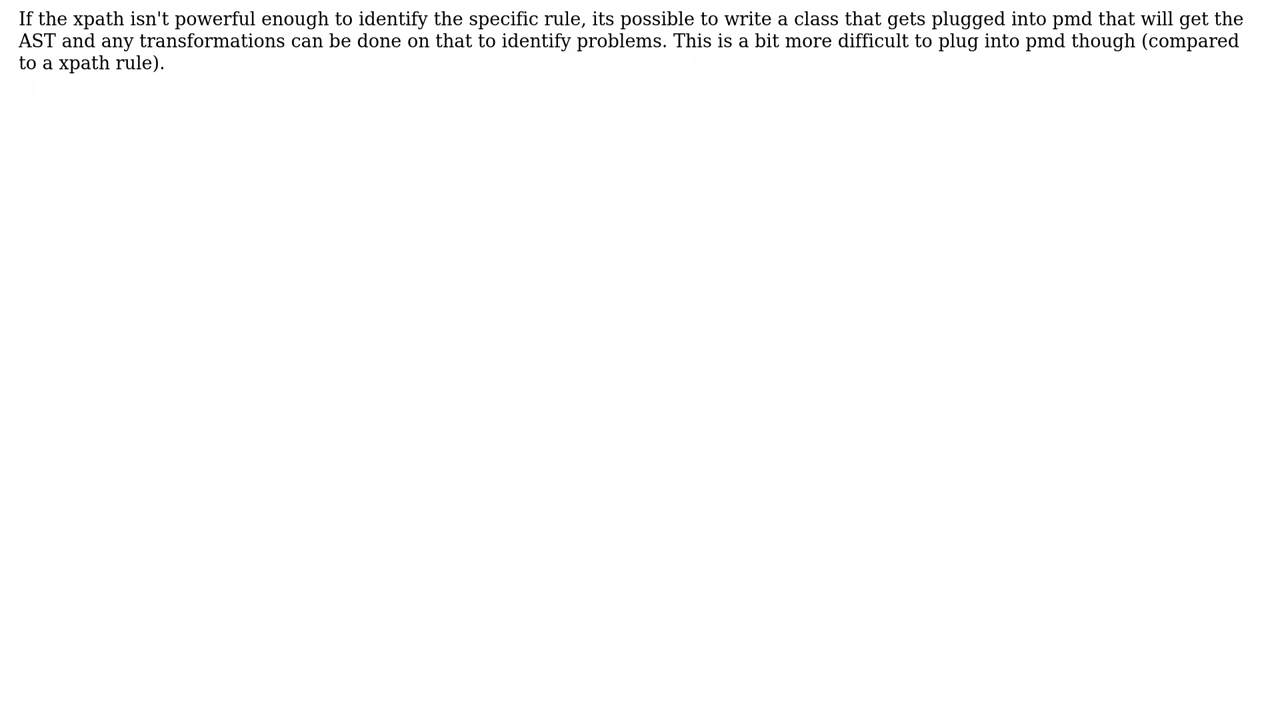 If the xpath isn't powerful enough to identify the specific rule, its possible to write a class that gets plugged into pmd that will get the
AST and any transformations can be done on that to identify problems. This is a bit more difficult to plug into pmd though (compared
to a xpath rule).